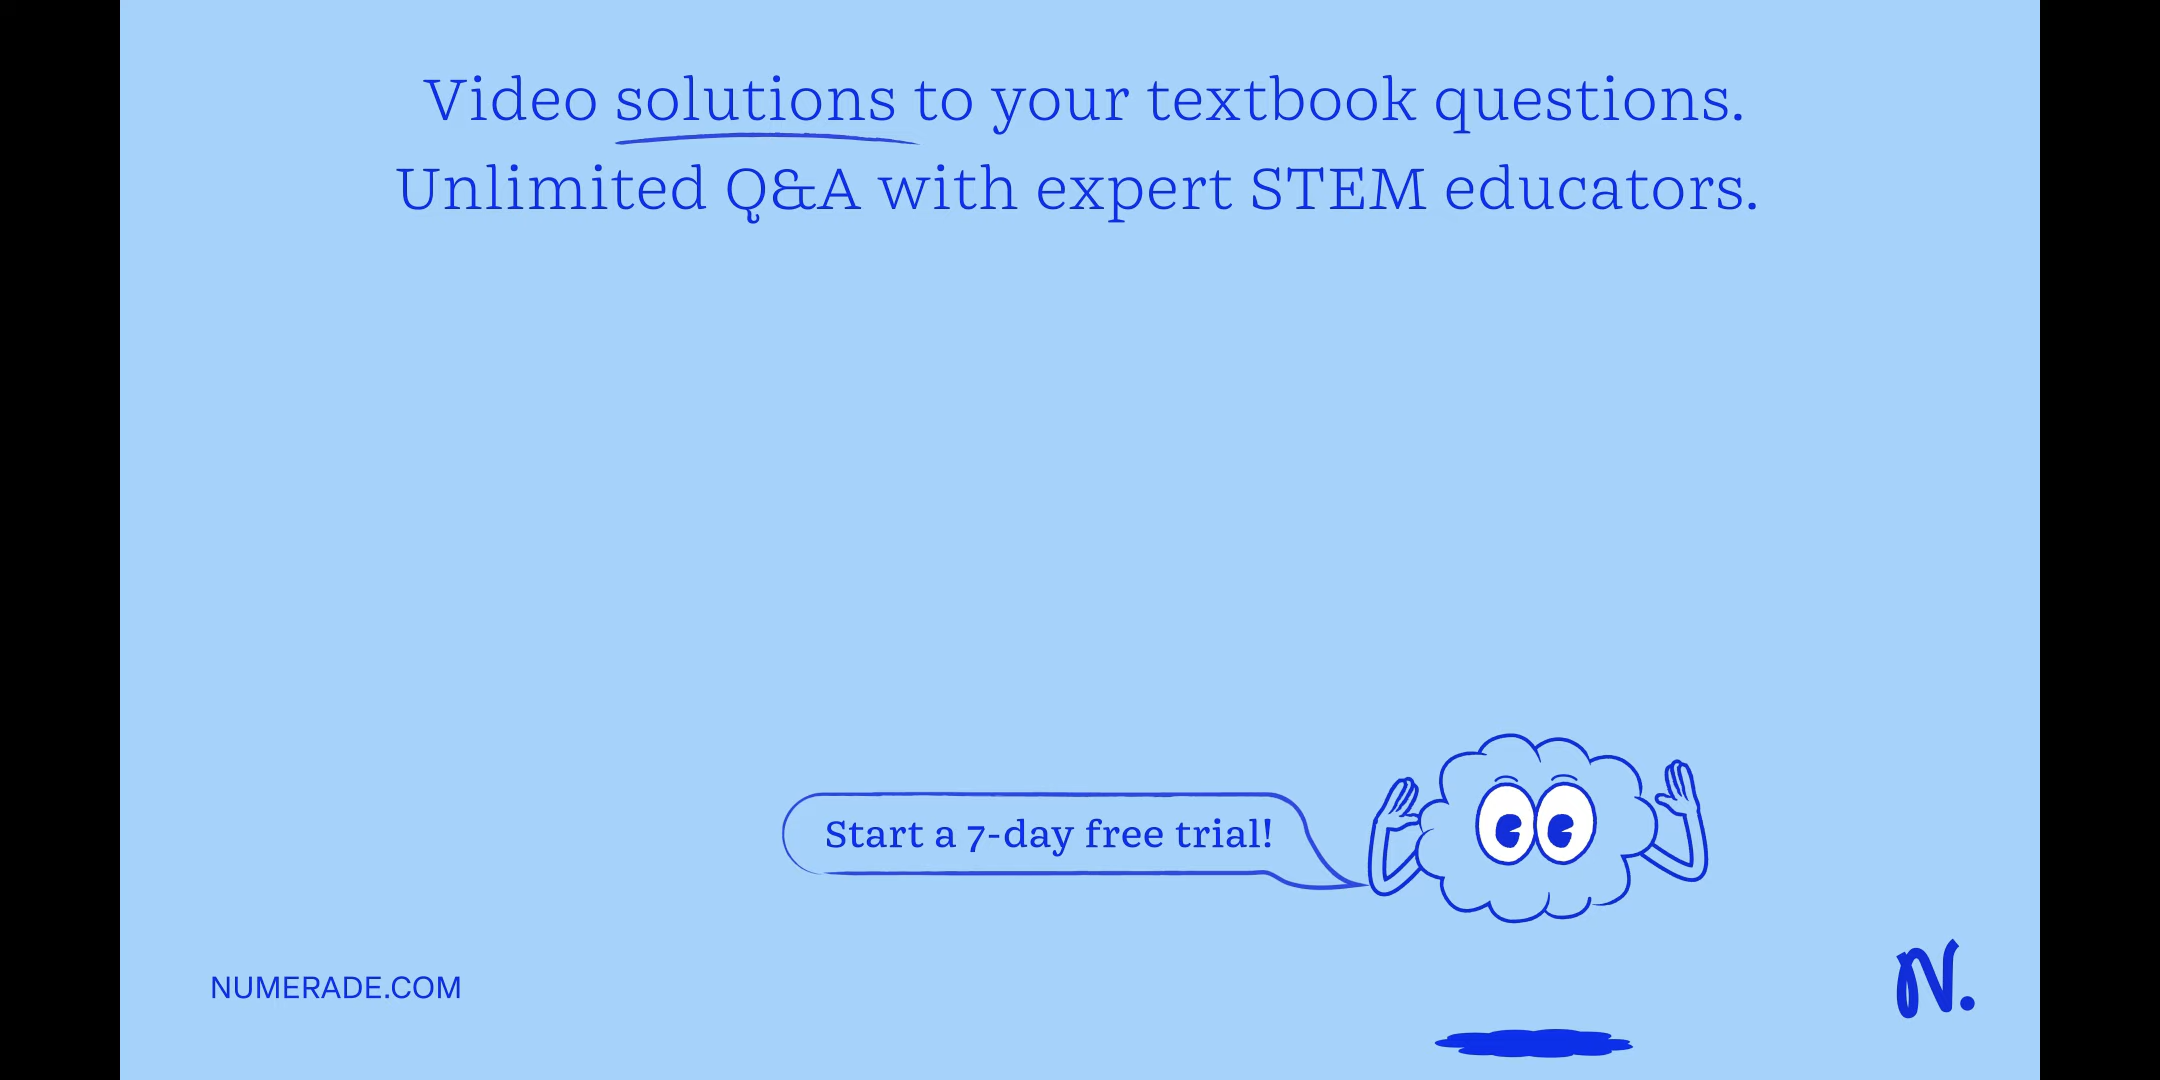 Video solutions to your textbook questions.
Unlimited Q&A with expert STEM educators.
Start a 7-day free trial!
NUMERADE.COM
N.